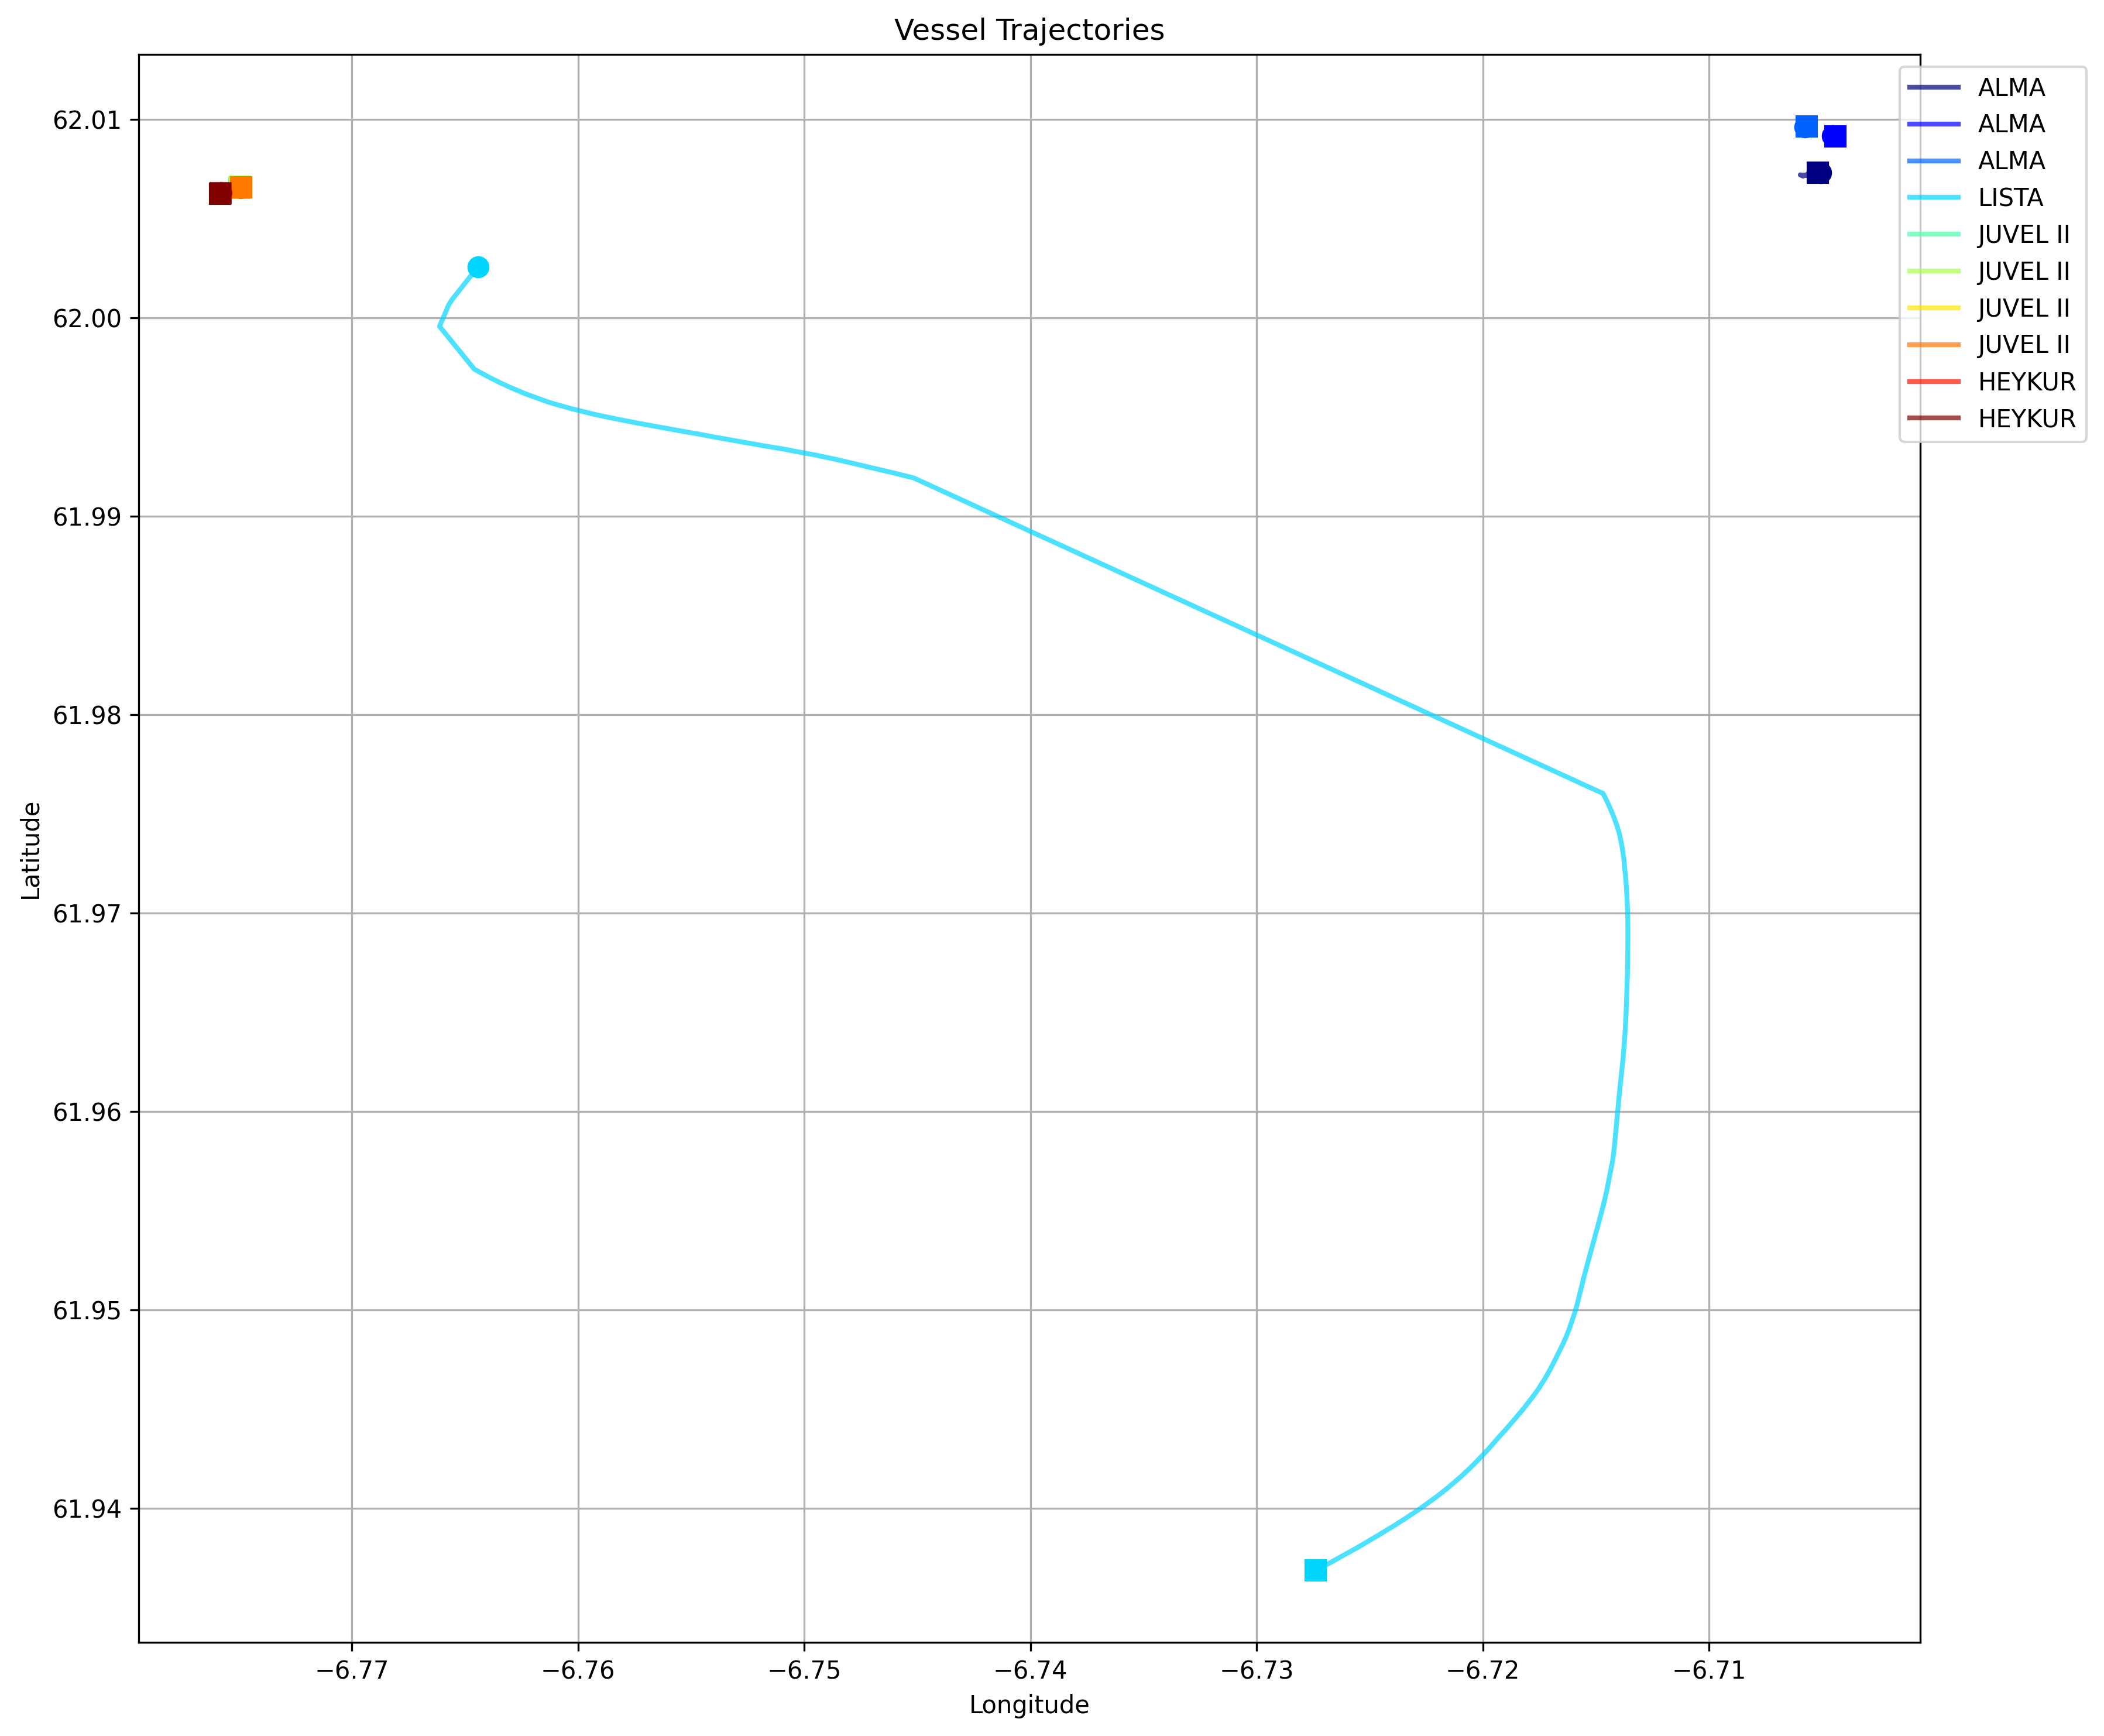 Vessel Trajectories
ALMA
ALMA
ALMA
LISTA
JUVEL II
JUVEL II
JUVEL II
JUVEL II
HEYKUR
HEYKUR
Latitude
62.01
62.00
61.99
61.98
61.97
61.96
61.95
61.94
−6.77 −6.76 −6.75 −6.74 −6.73 −6.72 −6.71
Longitude